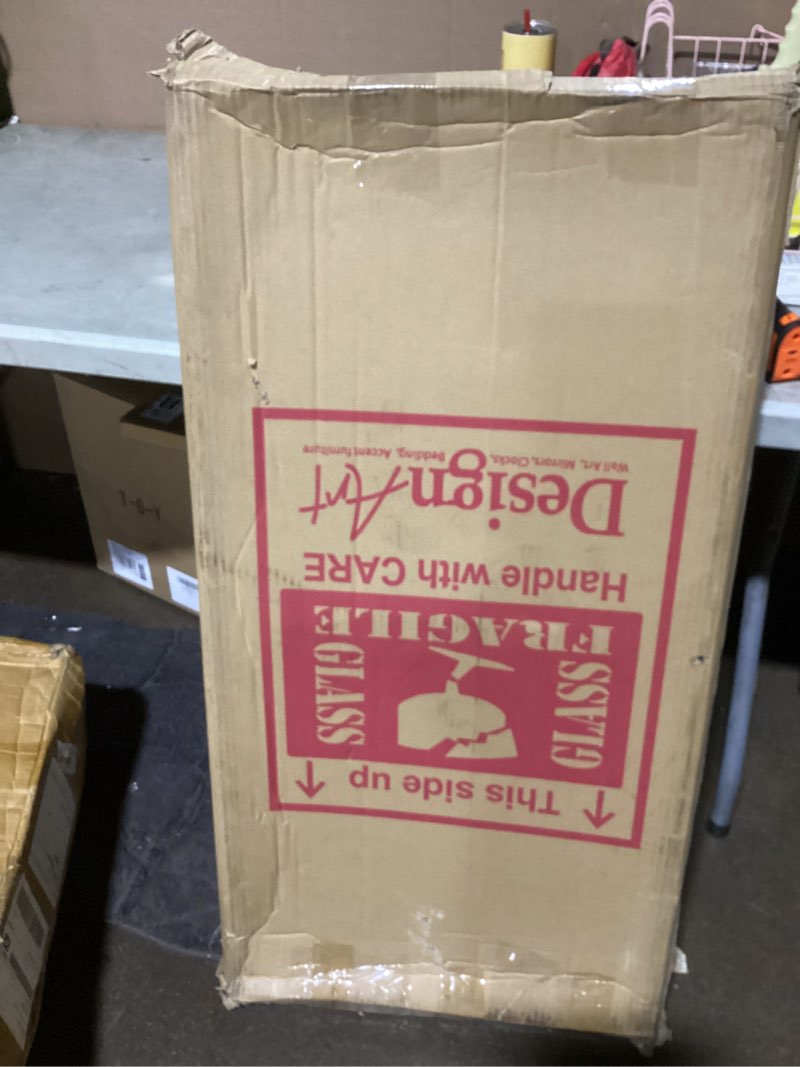 This side up
GLASS
GLASS
FRAGILE
Handle with CARE
DesignArt
Wall Art, Mirrors, Clocks, Bedding, Accent furniture